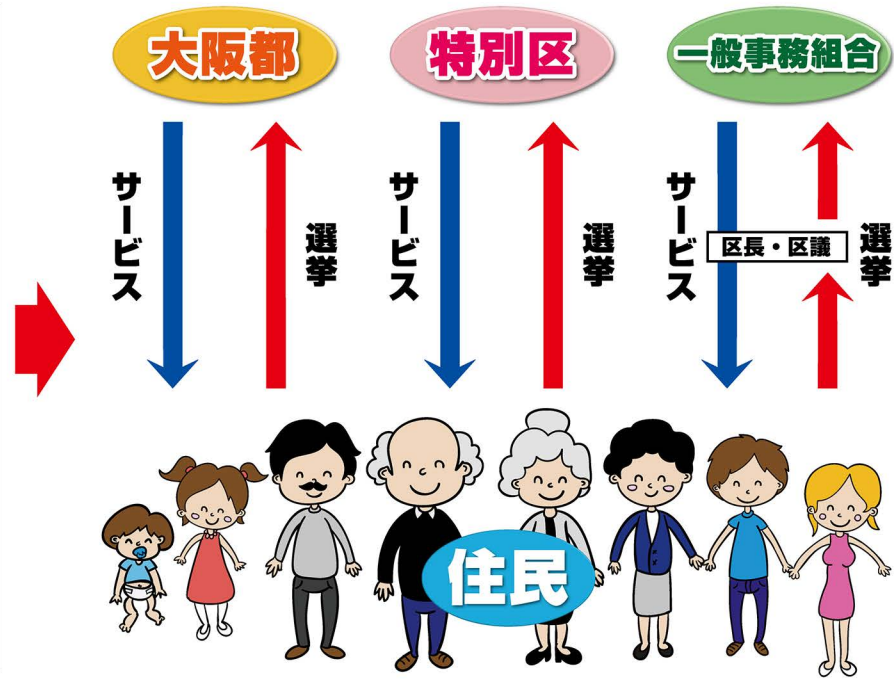 大阪都
特別区
一般事務組合
サービス
選挙
サービス
選挙
サービス
区長・区議
選挙
住民